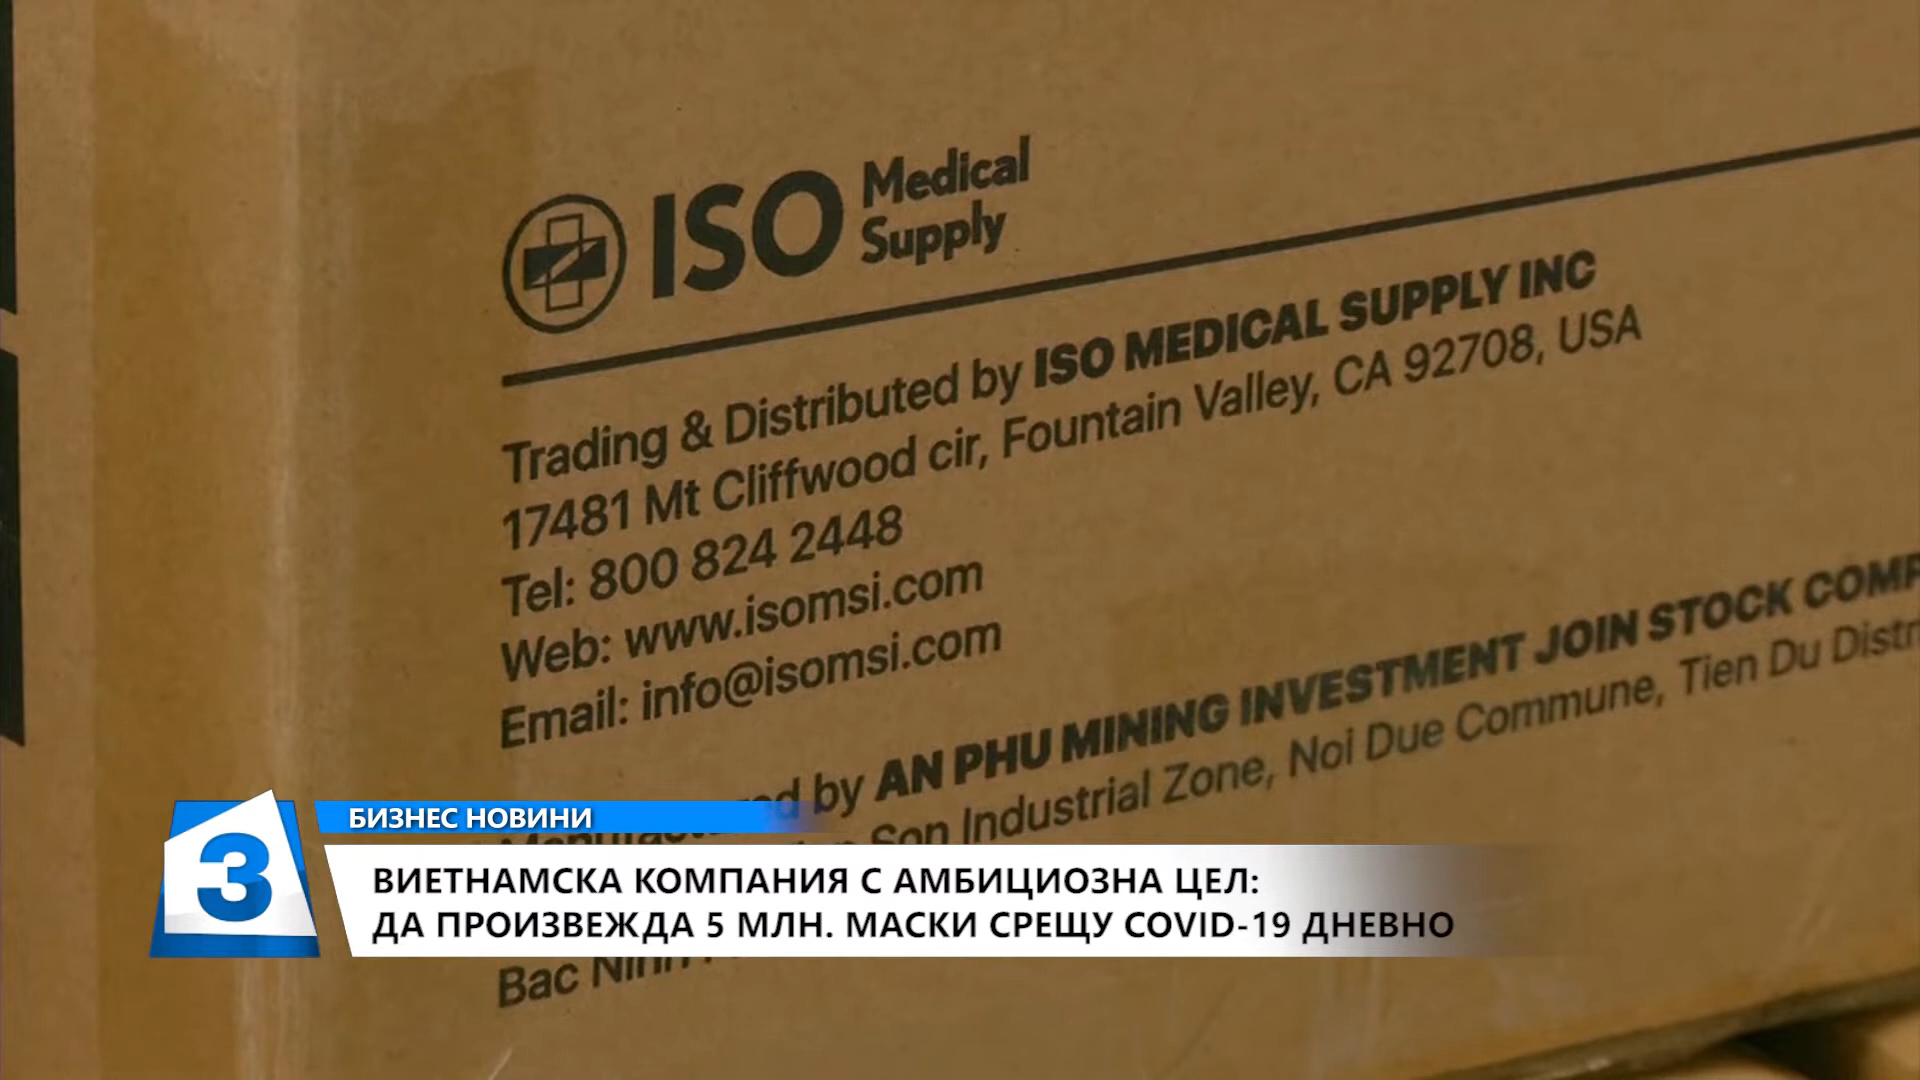 ISO Medical
Supply
Trading & Distributed by ISO MEDICAL SUPPLY INC
17481 Mt Cliffwood cir, Fountain Valley, CA 92708, USA
Tel: 800 824 2448
Web: www.isomsi.com
Email: info@isomsi.com
by AN PHU MINING INVESTMENT JOIN STOCK
Son Industrial Zone, Noi Due Commune, Tien Du
Bac
3
БИЗНЕС НОВИНИ
ВИЕТНАМСКА КОМПАНИЯ С АМБИЦИОЗНА ЦЕЛ:
ДА ПРОИЗВЕЖДА 5 МЛН. МАСКИ СРЕЩУ COVID-19 ДНЕВНО